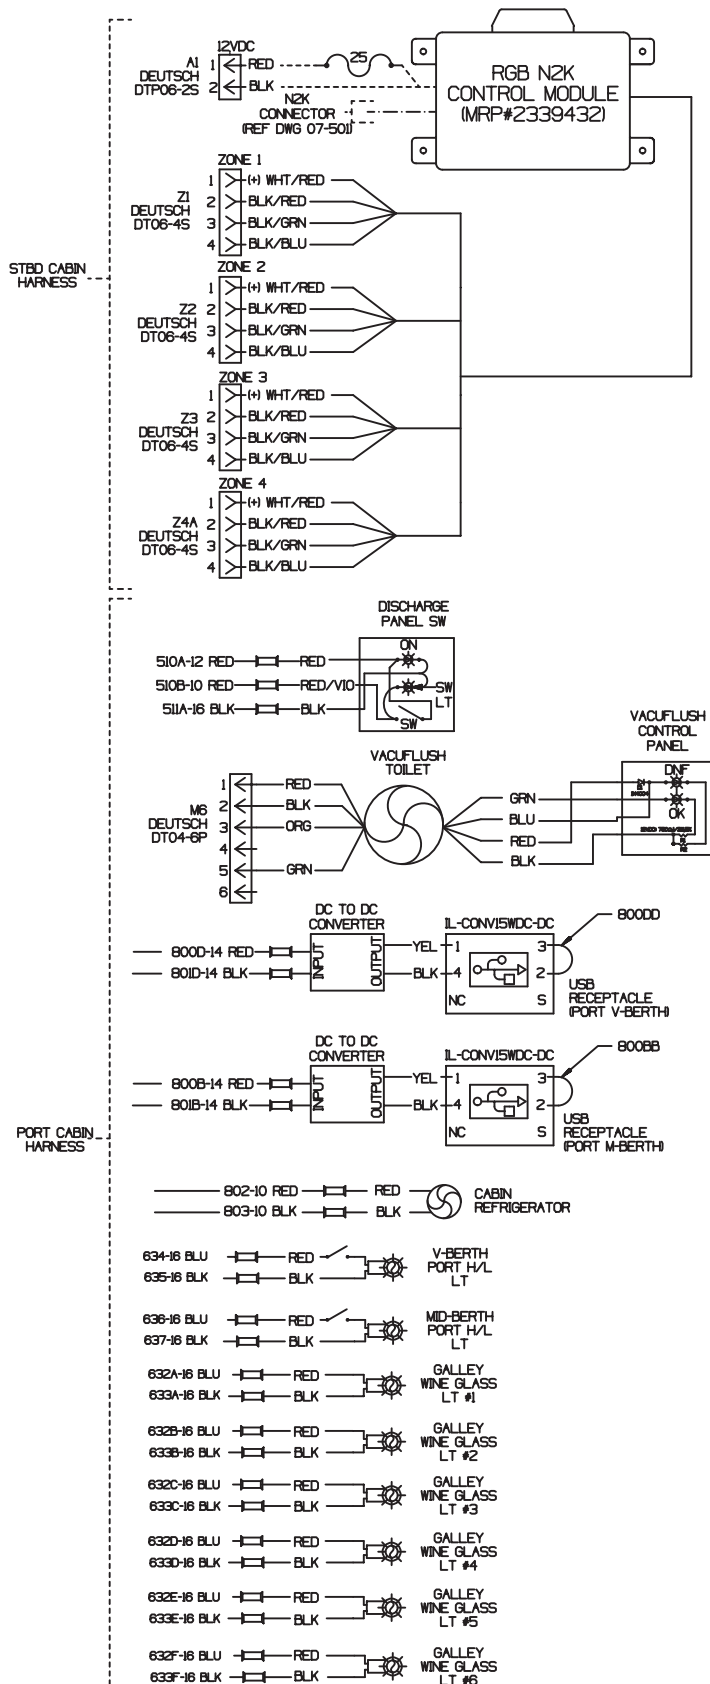 12VDC
A1
DEUTSCH
DTP06-2S
1 RED
2 BLK
25
N2K
CONNECTOR
(REF DWG 07-501)
RGB N2K
CONTROL MODULE
(MRP#2339432)
STBD CABIN
HARNESS
ZONE 1
Z1
DEUTSCH
DT06-4S
1 (+) WHT/RED
2 BLK/RED
3 BLK/GRN
4 BLK/BLU
ZONE 2
Z2
DEUTSCH
DT06-4S
1 (+) WHT/RED
2 BLK/RED
3 BLK/GRN
4 BLK/BLU
ZONE 3
Z3
DEUTSCH
DT06-4S
1 (+) WHT/RED
2 BLK/RED
3 BLK/GRN
4 BLK/BLU
ZONE 4
Z4A
DEUTSCH
DT06-4S
1 (+) WHT/RED
2 BLK/RED
3 BLK/GRN
4 BLK/BLU
DISCHARGE
PANEL SW
510A-12 RED RED
510B-10 RED RED/VIO
511A-16 BLK BLK
ON
SW
LT
SW
VACUFLUSH
TOILET
M6
DEUTSCH
DT04-6P
1 RED
2 BLK
3 ORG
4
5 GRN
6
GRN
BLU
RED
BLK
VACUFLUSH
CONTROL
PANEL
DNF
OK
DC TO DC
CONVERTER
800D-14 RED
801D-14 BLK
INPUT
OUTPUT
YEL
BLK
IL-CONV15WDC-DC
1 3
4 2
NC S
800DD
USB
RECEPTACLE
(PORT V-BERTH)
DC TO DC
CONVERTER
800B-14 RED
801B-14 BLK
INPUT
OUTPUT
YEL
BLK
IL-CONV15WDC-DC
1 3
4 2
NC S
800BB
USB
RECEPTACLE
(PORT M-BERTH)
PORT CABIN
HARNESS
802-10 RED RED
803-10 BLK BLK
CABIN
REFRIGERATOR
634-16 BLU RED
635-16 BLK BLK
V-BERTH
PORT H/L
LT
636-16 BLU RED
637-16 BLK BLK
MID-BERTH
PORT H/L
LT
632A-16 BLU RED
633A-16 BLK BLK
GALLEY
WINE GLASS
LT #1
632B-16 BLU RED
633B-16 BLK BLK
GALLEY
WINE GLASS
LT #2
632C-16 BLU RED
633C-16 BLK BLK
GALLEY
WINE GLASS
LT #3
632D-16 BLU RED
633D-16 BLK BLK
GALLEY
WINE GLASS
LT #4
632E-16 BLU RED
633E-16 BLK BLK
GALLEY
WINE GLASS
LT #5
632F-16 BLU RED
633F-16 BLK BLK
GALLEY
WINE GLASS
LT #6